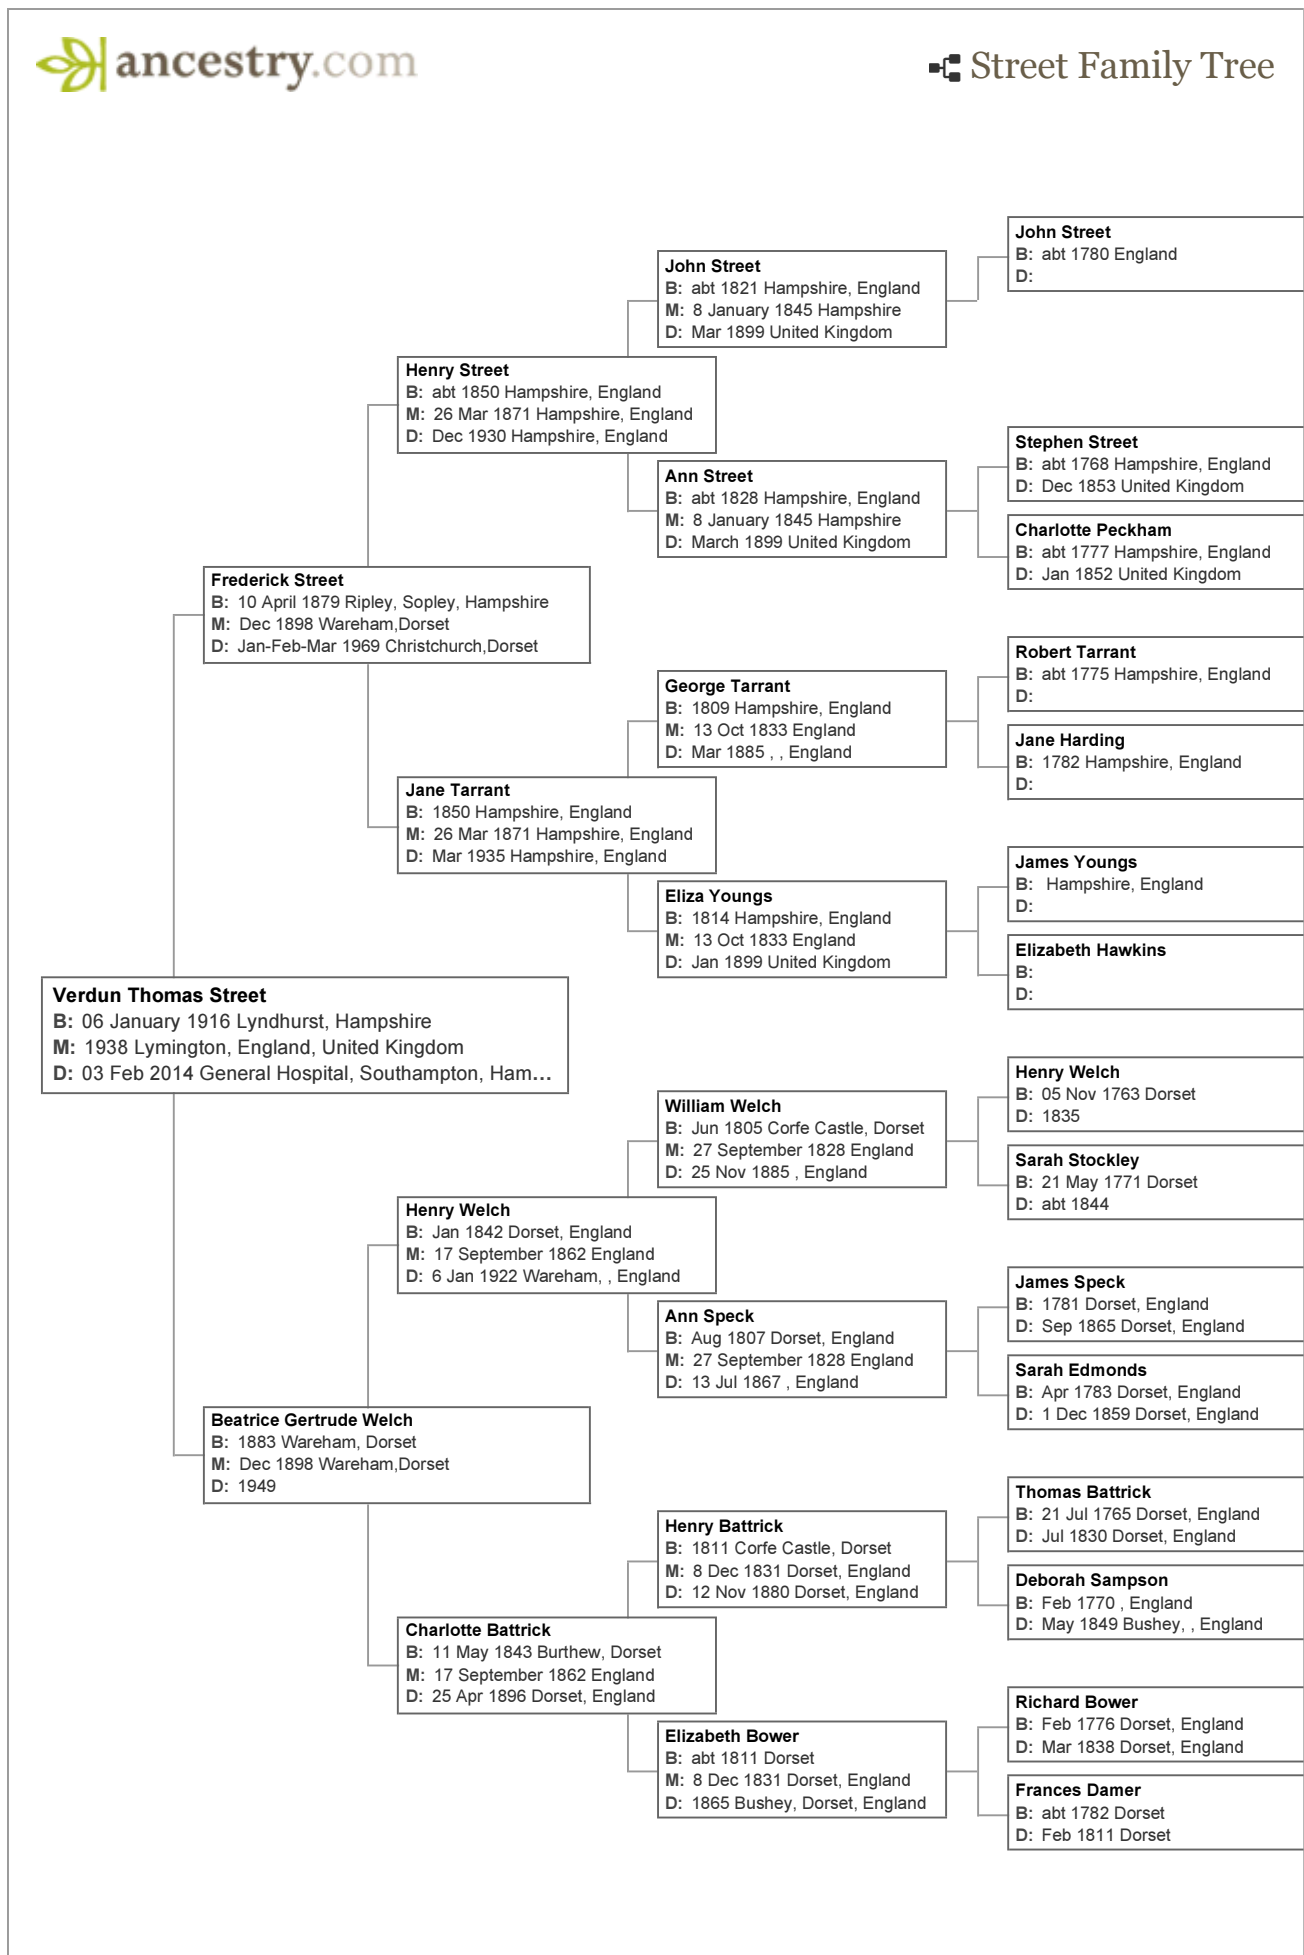 ancestry.com
Street Family Tree
John Street
B: abt 1780 England
D:
John Street
B: abt 1821 Hampshire, England
M: 8 January 1845 Hampshire
D: Mar 1899 United Kingdom
Henry Street
B: abt 1850 Hampshire, England
M: 26 Mar 1871 Hampshire, England
D: Dec 1930 Hampshire, England
Stephen Street
B: abt 1768 Hampshire, England
D: Dec 1853 United Kingdom
Ann Street
B: abt 1828 Hampshire, England
M: 8 January 1845 Hampshire
D: March 1899 United Kingdom
Charlotte Peckham
B: abt 1777 Hampshire, England
D: Jan 1852 United Kingdom
Frederick Street
B: 10 April 1879 Ripley, Sopley, Hampshire
M: Dec 1898 Wareham,Dorset
D: Jan-Feb-Mar 1969 Christchurch,Dorset
Robert Tarrant
B: abt 1775 Hampshire, England
D:
George Tarrant
B: 1809 Hampshire, England
M: 13 Oct 1833 England
D: Mar 1885 , , England
Jane Harding
B: 1782 Hampshire, England
D:
Jane Tarrant
B: 1850 Hampshire, England
M: 26 Mar 1871 Hampshire, England
D: Mar 1935 Hampshire, England
James Youngs
B: Hampshire, England
D:
Eliza Youngs
B: 1814 Hampshire, England
M: 13 Oct 1833 England
D: Jan 1899 United Kingdom
Elizabeth Hawkins
B:
D:
Verdun Thomas Street
B: 06 January 1916 Lyndhurst, Hampshire
M: 1938 Lymington, England, United Kingdom
D: 03 Feb 2014 General Hospital, Southampton, Ham...
Henry Welch
B: 05 Nov 1763 Dorset
D: 1835
William Welch
B: Jun 1805 Corfe Castle, Dorset
M: 27 September 1828 England
D: 25 Nov 1885 , England
Sarah Stockley
B: 21 May 1771 Dorset
D: abt 1844
Henry Welch
B: Jan 1842 Dorset, England
M: 17 September 1862 England
D: 6 Jan 1922 Wareham, , England
James Speck
B: 1781 Dorset, England
D: Sep 1865 Dorset, England
Ann Speck
B: Aug 1807 Dorset, England
M: 27 September 1828 England
D: 13 Jul 1867 , England
Sarah Edmonds
B: Apr 1783 Dorset, England
D: 1 Dec 1859 Dorset, England
Beatrice Gertrude Welch
B: 1883 Wareham, Dorset
M: Dec 1898 Wareham,Dorset
D: 1949
Thomas Battrick
B: 21 Jul 1765 Dorset, England
D: Jul 1830 Dorset, England
Henry Battrick
B: 1811 Corfe Castle, Dorset
M: 8 Dec 1831 Dorset, England
D: 12 Nov 1880 Dorset, England
Deborah Sampson
B: Feb 1770 , England
D: May 1849 Bushey, , England
Charlotte Battrick
B: 11 May 1843 Burthew, Dorset
M: 17 September 1862 England
D: 25 Apr 1896 Dorset, England
Richard Bower
B: Feb 1776 Dorset, England
D: Mar 1838 Dorset, England
Elizabeth Bower
B: abt 1811 Dorset
M: 8 Dec 1831 Dorset, England
D: 1865 Bushey, Dorset, England
Frances Damer
B: abt 1782 Dorset
D: Feb 1811 Dorset